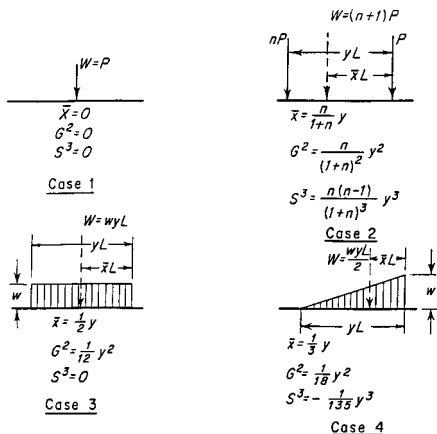 W=P
x̄=0
G²=0
S³=0
Case 1
W=(n+1)P
nP
yL
P
x̄L
x̄=n/(1+n) y
G²=n/(1+n)² y²
S³=n(n-1)/(1+n)³ y³
Case 2
W=wyL
yL
x̄L
w
x̄=1/2 y
G²=1/12 y²
S³=0
Case 3
W=wyL/2
x̄L
w
yL
x̄=1/3 y
G²=1/18 y²
S³=-1/135 y³
Case 4